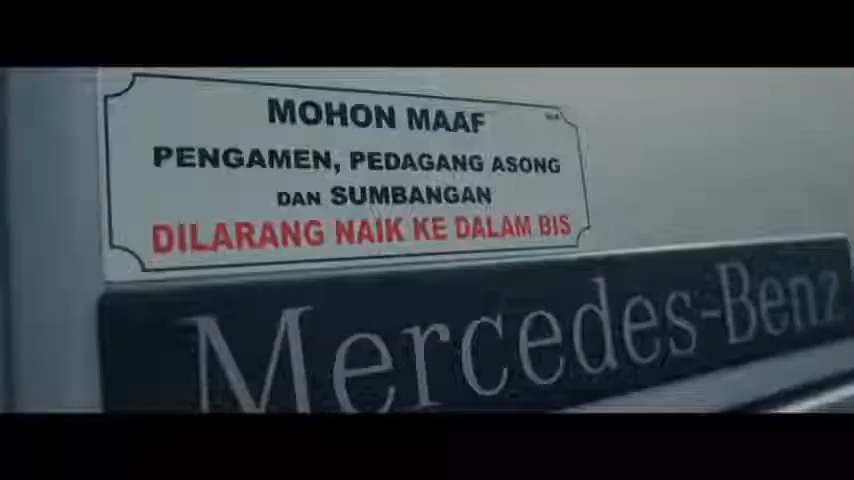 MOHON MAAF
PENGAMEN, PEDAGANG ASONG
DAN SUMBANGAN
DILARANG NAIK KE DALAM BIS
Mercedes-Benz